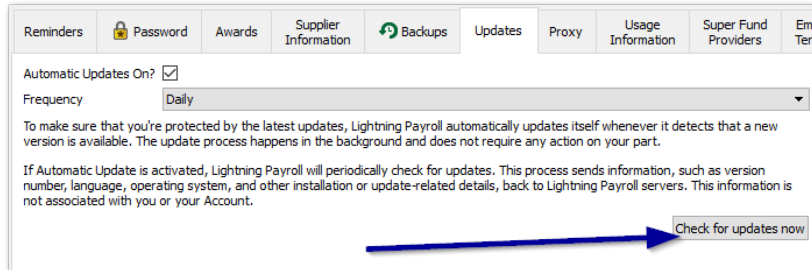 Reminders
Password
Awards
Supplier
Information
Backups
Updates
Proxy
Usage
Information
Super Fund
Providers
Em
Ter
Automatic Updates On?
Frequency Daily
To make sure that you're protected by the latest updates, Lightning Payroll automatically updates itself whenever it detects that a new
version is available. The update process happens in the background and does not require any action on your part.
If Automatic Update is activated, Lightning Payroll will periodically check for updates. This process sends information, such as version
number, language, operating system, and other installation or update-related details, back to Lightning Payroll servers. This information is
not associated with you or your Account.
Check for updates now